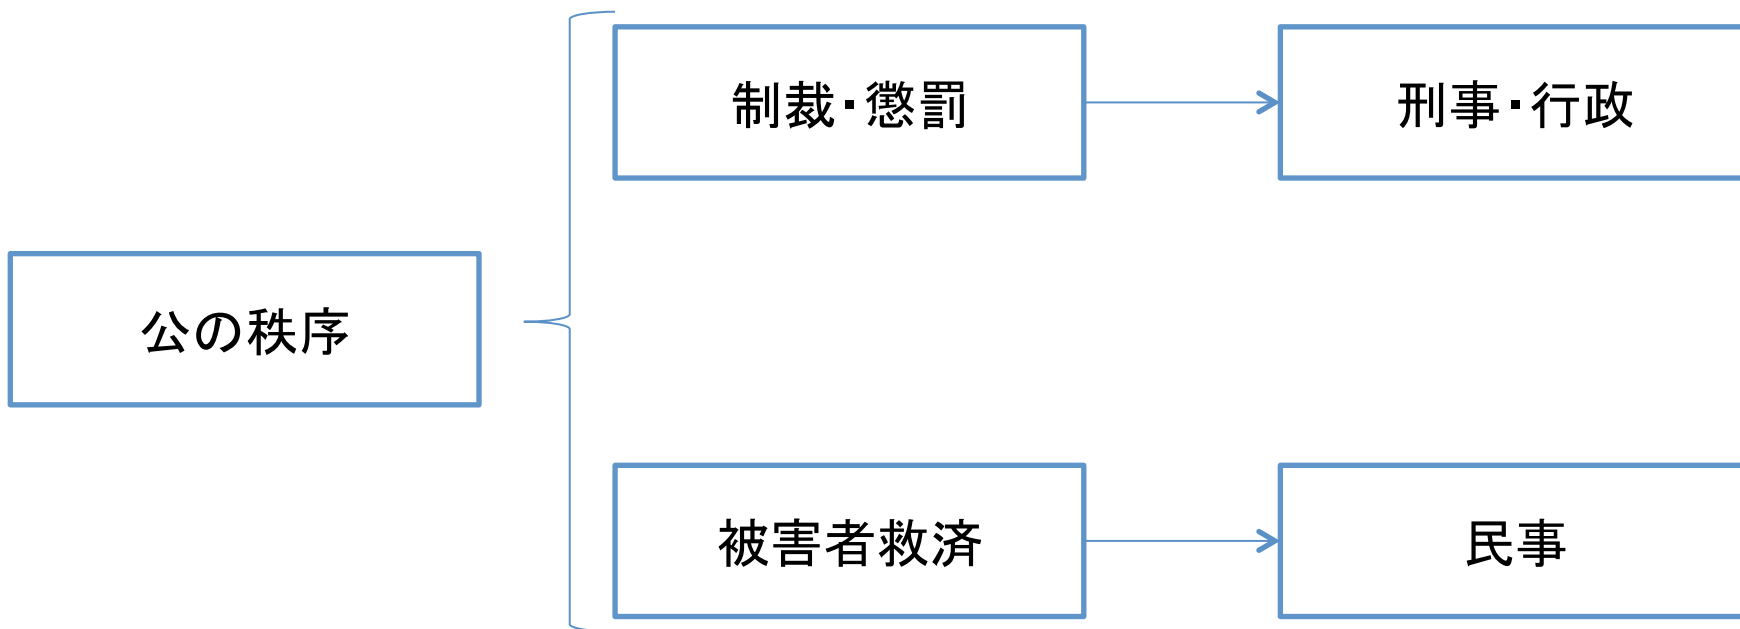 制裁・懲罰
刑事・行政
公の秩序
被害者救済
民事